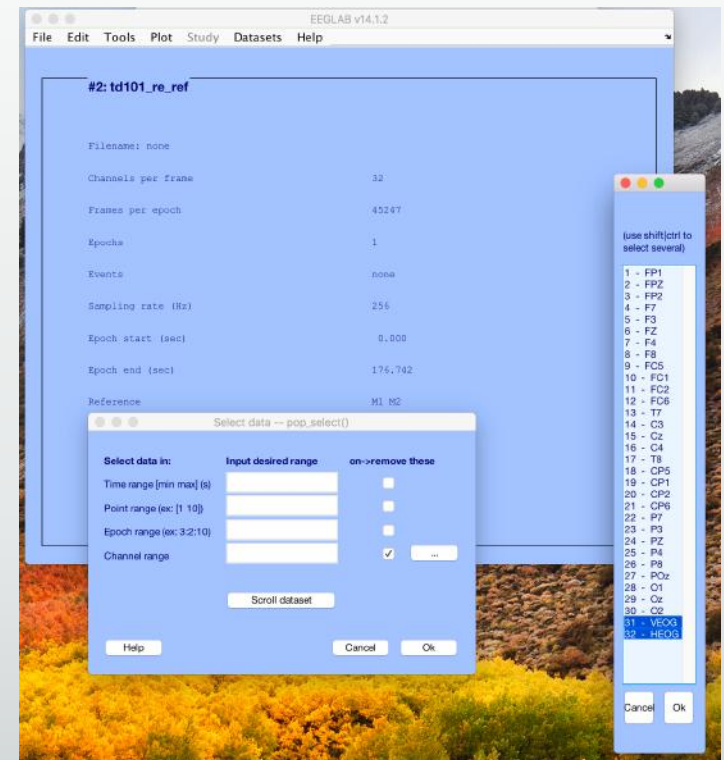 EEGLAB v14.1.2
File Edit Tools Plot Study Datasets Help
#2: td101_re_ref
Filename: none
Channels per frame 32
Frames per epoch 45247
Epochs 1
Events none
Sampling rate (Hz) 256
Epoch start (sec) 0.000
Epoch end (sec) 176.742
Reference M1 M2
Select data -- pop_select()
Select data in: Input desired range on->remove these
Time range [min max] (s)
Point range (ex: [1 10])
Epoch range (ex: 3:2:10)
Channel range ...
Scroll dataset
Help Cancel Ok
(use shift|ctrl to
select several)
1 - FP1
2 - FPZ
3 - FP2
4 - F7
5 - F3
6 - FZ
7 - F4
8 - F8
9 - FC5
10 - FC1
11 - FC2
12 - FC6
13 - T7
14 - C3
15 - Cz
16 - C4
17 - T8
18 - CP5
19 - CP1
20 - CP2
21 - CP6
22 - P7
23 - P3
24 - PZ
25 - P4
26 - P8
27 - POz
28 - O1
29 - Oz
30 - O2
31 - VEOG
32 - HEOG
Cancel Ok